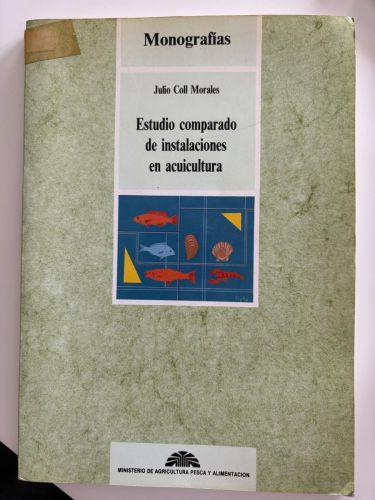 Monografías
Julio Coll Morales
Estudio comparado
de instalaciones
en acuicultura
MINISTERIO DE AGRICULTURA PESCA Y ALIMENTACION